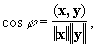 cos ℘ = (x, y) / ||x|| ||y||,